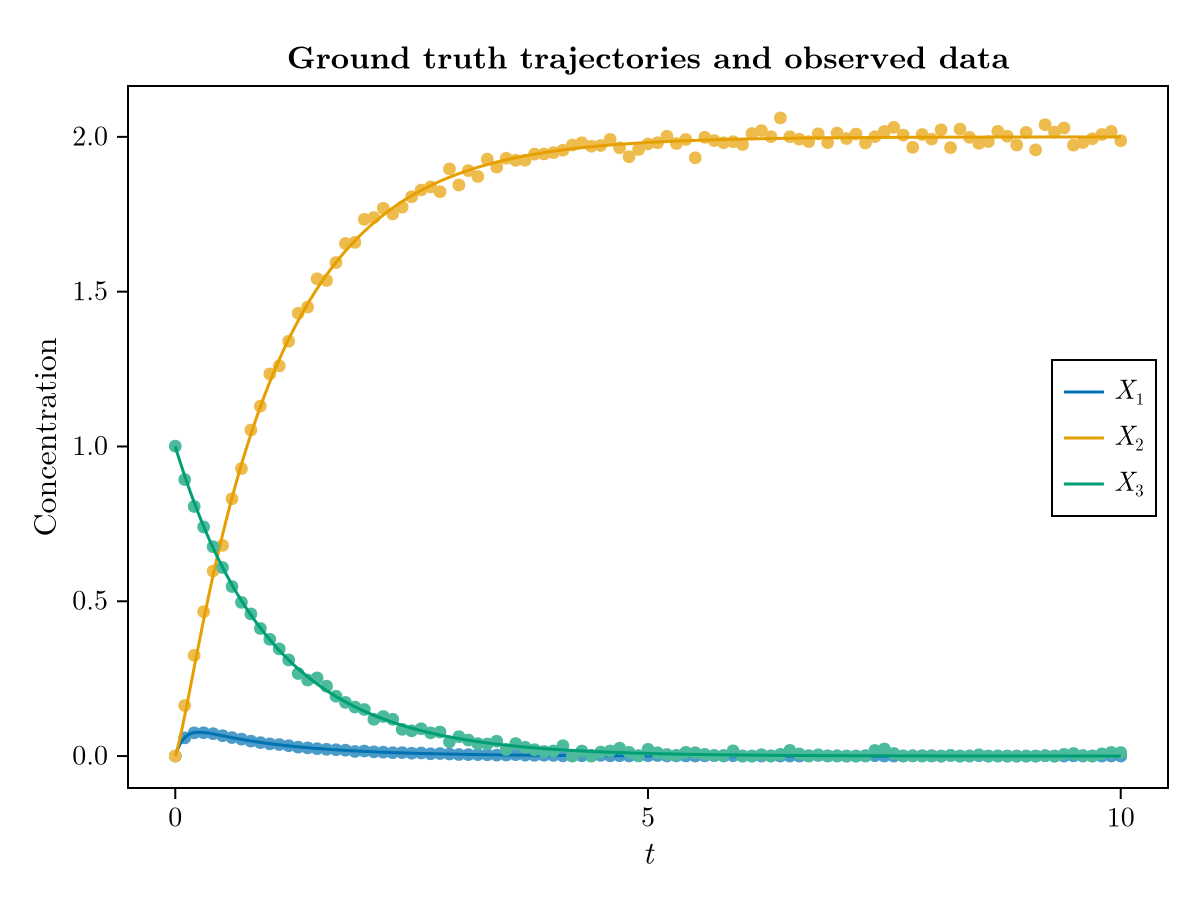 Ground truth trajectories and observed data
2.0
1.5
1.0
0.5
0.0
Concentration
X₁
X₂
X₃
0 5 10
t